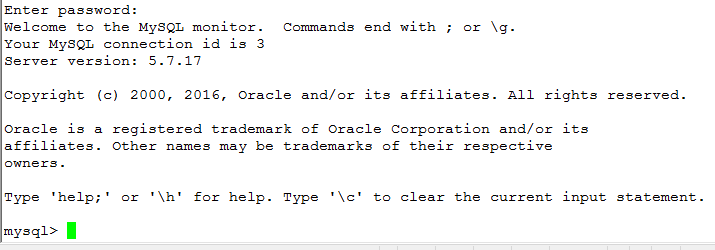 Enter password:
Welcome to the MySQL monitor.  Commands end with ; or \g.
Your MySQL connection id is 3
Server version: 5.7.17
Copyright (c) 2000, 2016, Oracle and/or its affiliates. All rights reserved.
Oracle is a registered trademark of Oracle Corporation and/or its
affiliates. Other names may be trademarks of their respective
owners.
Type 'help;' or '\h' for help. Type '\c' to clear the current input statement.
mysql>